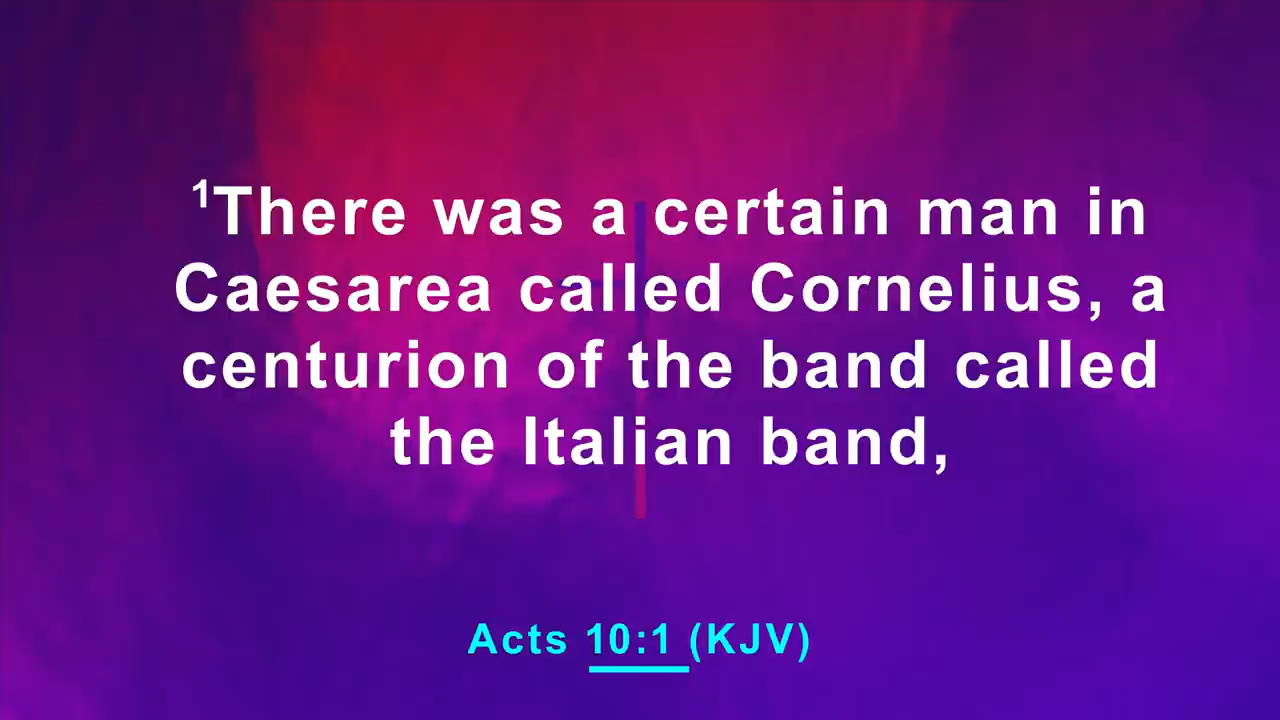 ¹There was a certain man in
Caesarea called Cornelius, a
centurion of the band called
the Italian band,
Acts 10:1 (KJV)